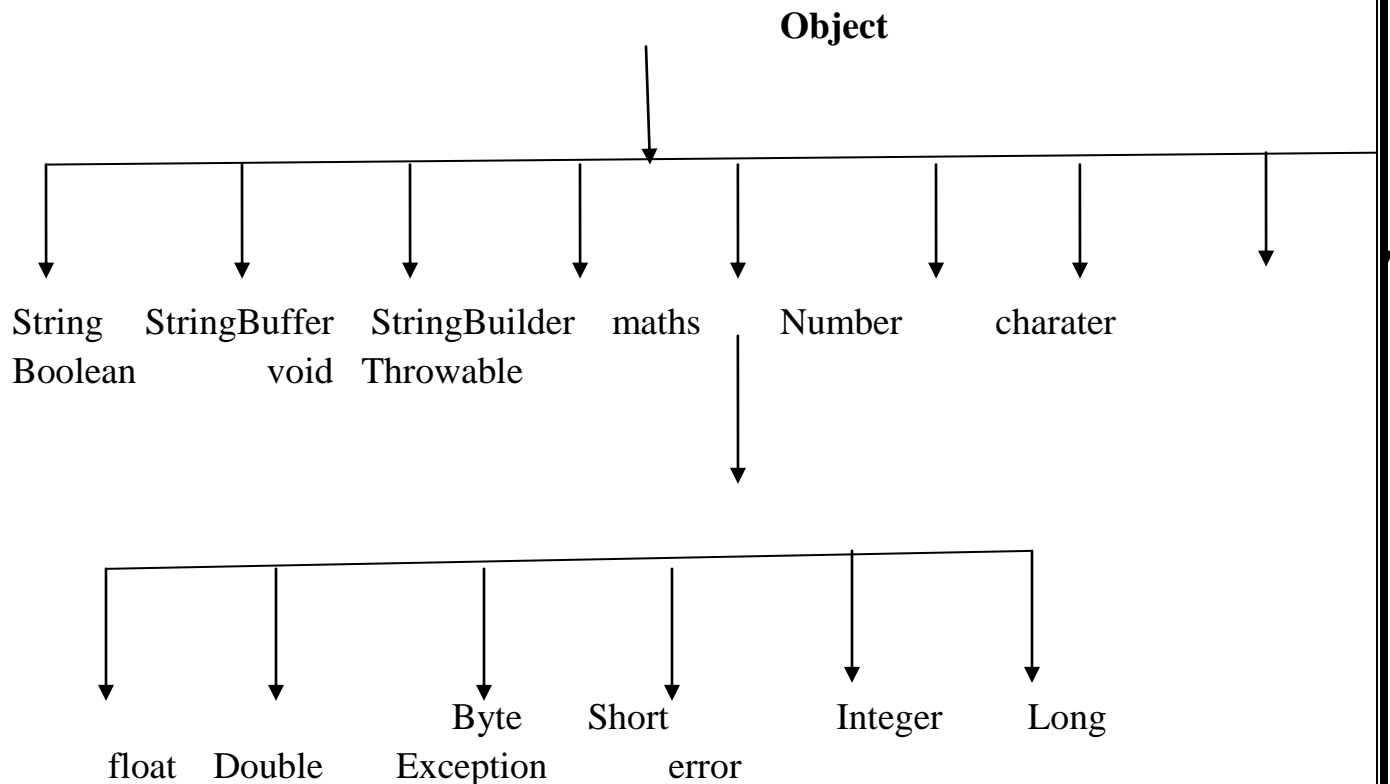 Object
String StringBuffer StringBuilder maths Number charater
Boolean void Throwable
Byte Short Integer Long
float Double Exception error